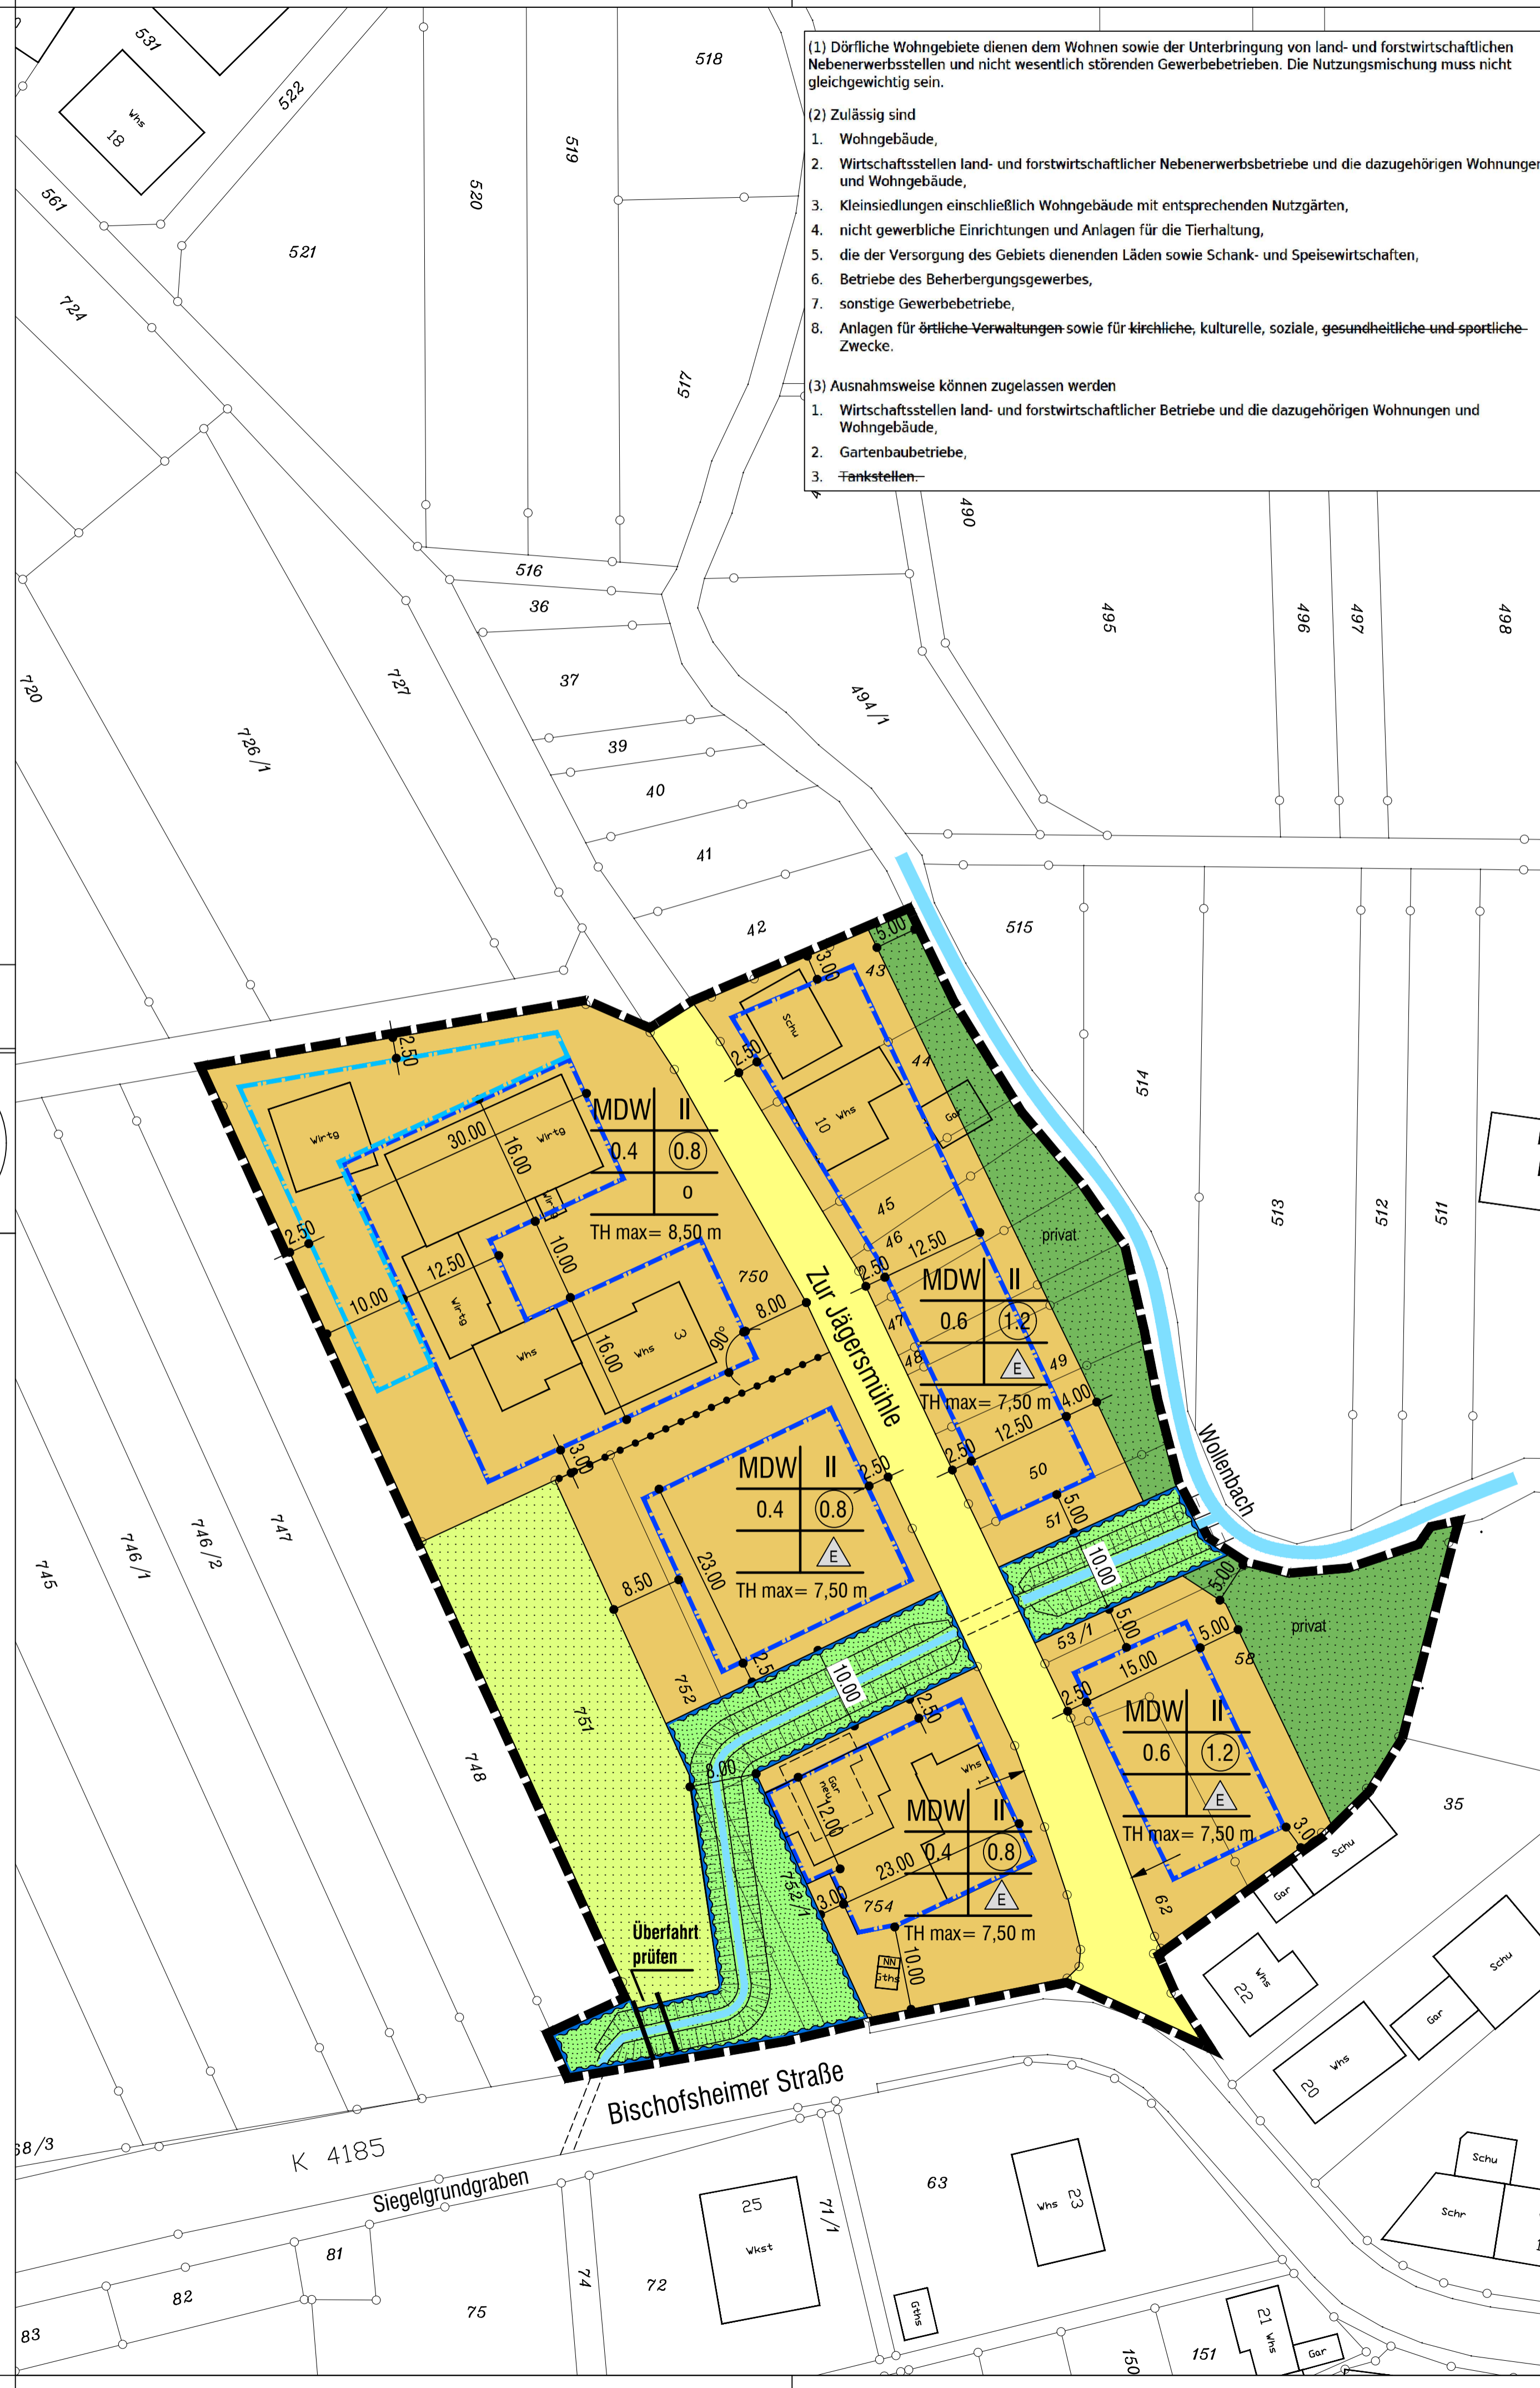 (1) Dörfliche Wohngebiete dienen dem Wohnen sowie der Unterbringung von land- und forstwirtschaftlichen
Nebenerwerbsstellen und nicht wesentlich störenden Gewerbebetrieben. Die Nutzungsmischung muss nicht
gleichgewichtig sein.
(2) Zulässig sind
1. Wohngebäude,
2. Wirtschaftsstellen land- und forstwirtschaftlicher Nebenerwerbsbetriebe und die dazugehörigen Wohnungen
und Wohngebäude,
3. Kleinsiedlungen einschließlich Wohngebäude mit entsprechenden Nutzgärten,
4. nicht gewerbliche Einrichtungen und Anlagen für die Tierhaltung,
5. die der Versorgung des Gebiets dienenden Läden sowie Schank- und Speisewirtschaften,
6. Betriebe des Beherbergungsgewerbes,
7. sonstige Gewerbebetriebe,
8. Anlagen für örtliche Verwaltungen sowie für kirchliche, kulturelle, soziale, gesundheitliche und sportliche
Zwecke.
(3) Ausnahmsweise können zugelassen werden
1. Wirtschaftsstellen land- und forstwirtschaftlicher Betriebe und die dazugehörigen Wohnungen und
Wohngebäude,
2. Gartenbaubetriebe,
3. Tankstellen.
531
Whs
18
522
561
521
724
520
519
518
517
516
36
37
39
40
41
42
490
494/1
495
496
497
498
720
726/1
727
515
514
513
512
511
5.00
3.00
43
Schu
2.50
44
10
Whs
Gar
45
46
12.50
2.50
privat
47
48
49
50
51
4.00
12.50
2.50
5.00
2.50
Wirtg
30.00
16.00
Wirtg
Wirtg
10.00
2.50
12.50
10.00
Wirtg
Whs
Whs
3
16.00
90°
8.00
750
3.00
MDW II
0.4 0.8
o
TH max= 8,50 m
Zur Jägersmühle
MDW II
0.6 1.2
E
TH max= 7,50 m
MDW II
0.4 0.8
E
TH max= 7,50 m
2.50
23.00
8.50
2.50
752
751
Wollenbach
10.00
10.00
5.00
5.00
53/1
5.00
58
privat
15.00
2.50
MDW II
0.6 1.2
E
TH max= 7,50 m
3.0
62
2.50
8.00
Gar
neu
12.00
Whs
1
MDW II
0.4 0.8
E
TH max= 7,50 m
23.00
3.00
752/1
754
10.00
NN
Gths
Überfahrt
prüfen
745
746/1
746/2
747
748
35
Schu
Gar
Whs
22
Schu
Gar
Whs
20
Schu
Schr
Bischofsheimer Straße
K 4185
Siegelgrundgraben
68/3
81
82
83
75
74
72
25
Wkst
71/1
63
Whs
23
Gths
150
151
21
Whs
Gar